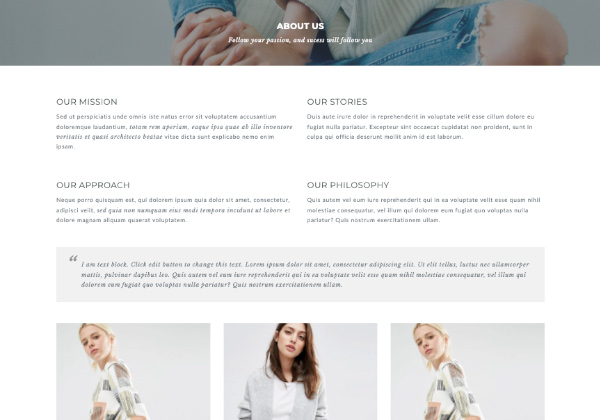 ABOUT US
Follow your passion, and sucess will follow you
OUR MISSION
Sed ut perspiciatis unde omnis iste natus error sit voluptatem accusantium
doloremque laudantium, totam rem aperiam, eaque ipsa quae ab illo inventore
veritatis et quasi architecto beatae vitae dicta sunt explicabo nemo enim
ipsam.
OUR STORIES
Duis aute irure dolor in reprehenderit in voluptate velit esse cillum dolore eu
fugiat nulla pariatur. Excepteur sint occaecat cupidatat non proident, sunt in
culpa qui officia deserunt mollit anim id est laborum.
OUR APPROACH
Neque porro quisquam est, qui dolorem ipsum quia dolor sit amet, consectetur,
adipisci velit, sed quia non numquam eius modi tempora incidunt ut labore et
dolore magnam aliquam quaerat voluptatem.
OUR PHILOSOPHY
Quis autem vel eum iure reprehenderit qui in ea voluptate velit esse quam nihil
molestiae consequatur, vel illum qui dolorem eum fugiat quo voluptas nulla
pariatur? Quis nostrum exercitationem ullam.
“ I am text block. Click edit button to change this text. Lorem ipsum dolor sit amet, consectetur adipiscing elit. Ut elit tellus, luctus nec ullamcorper
mattis, pulvinar dapibus leo. Quis autem vel eum iure reprehenderit qui in ea voluptate velit esse quam nihil molestiae consequatur, vel illum qui
dolorem eum fugiat quo voluptas nulla pariatur? Quis nostrum exercitationem ullam.